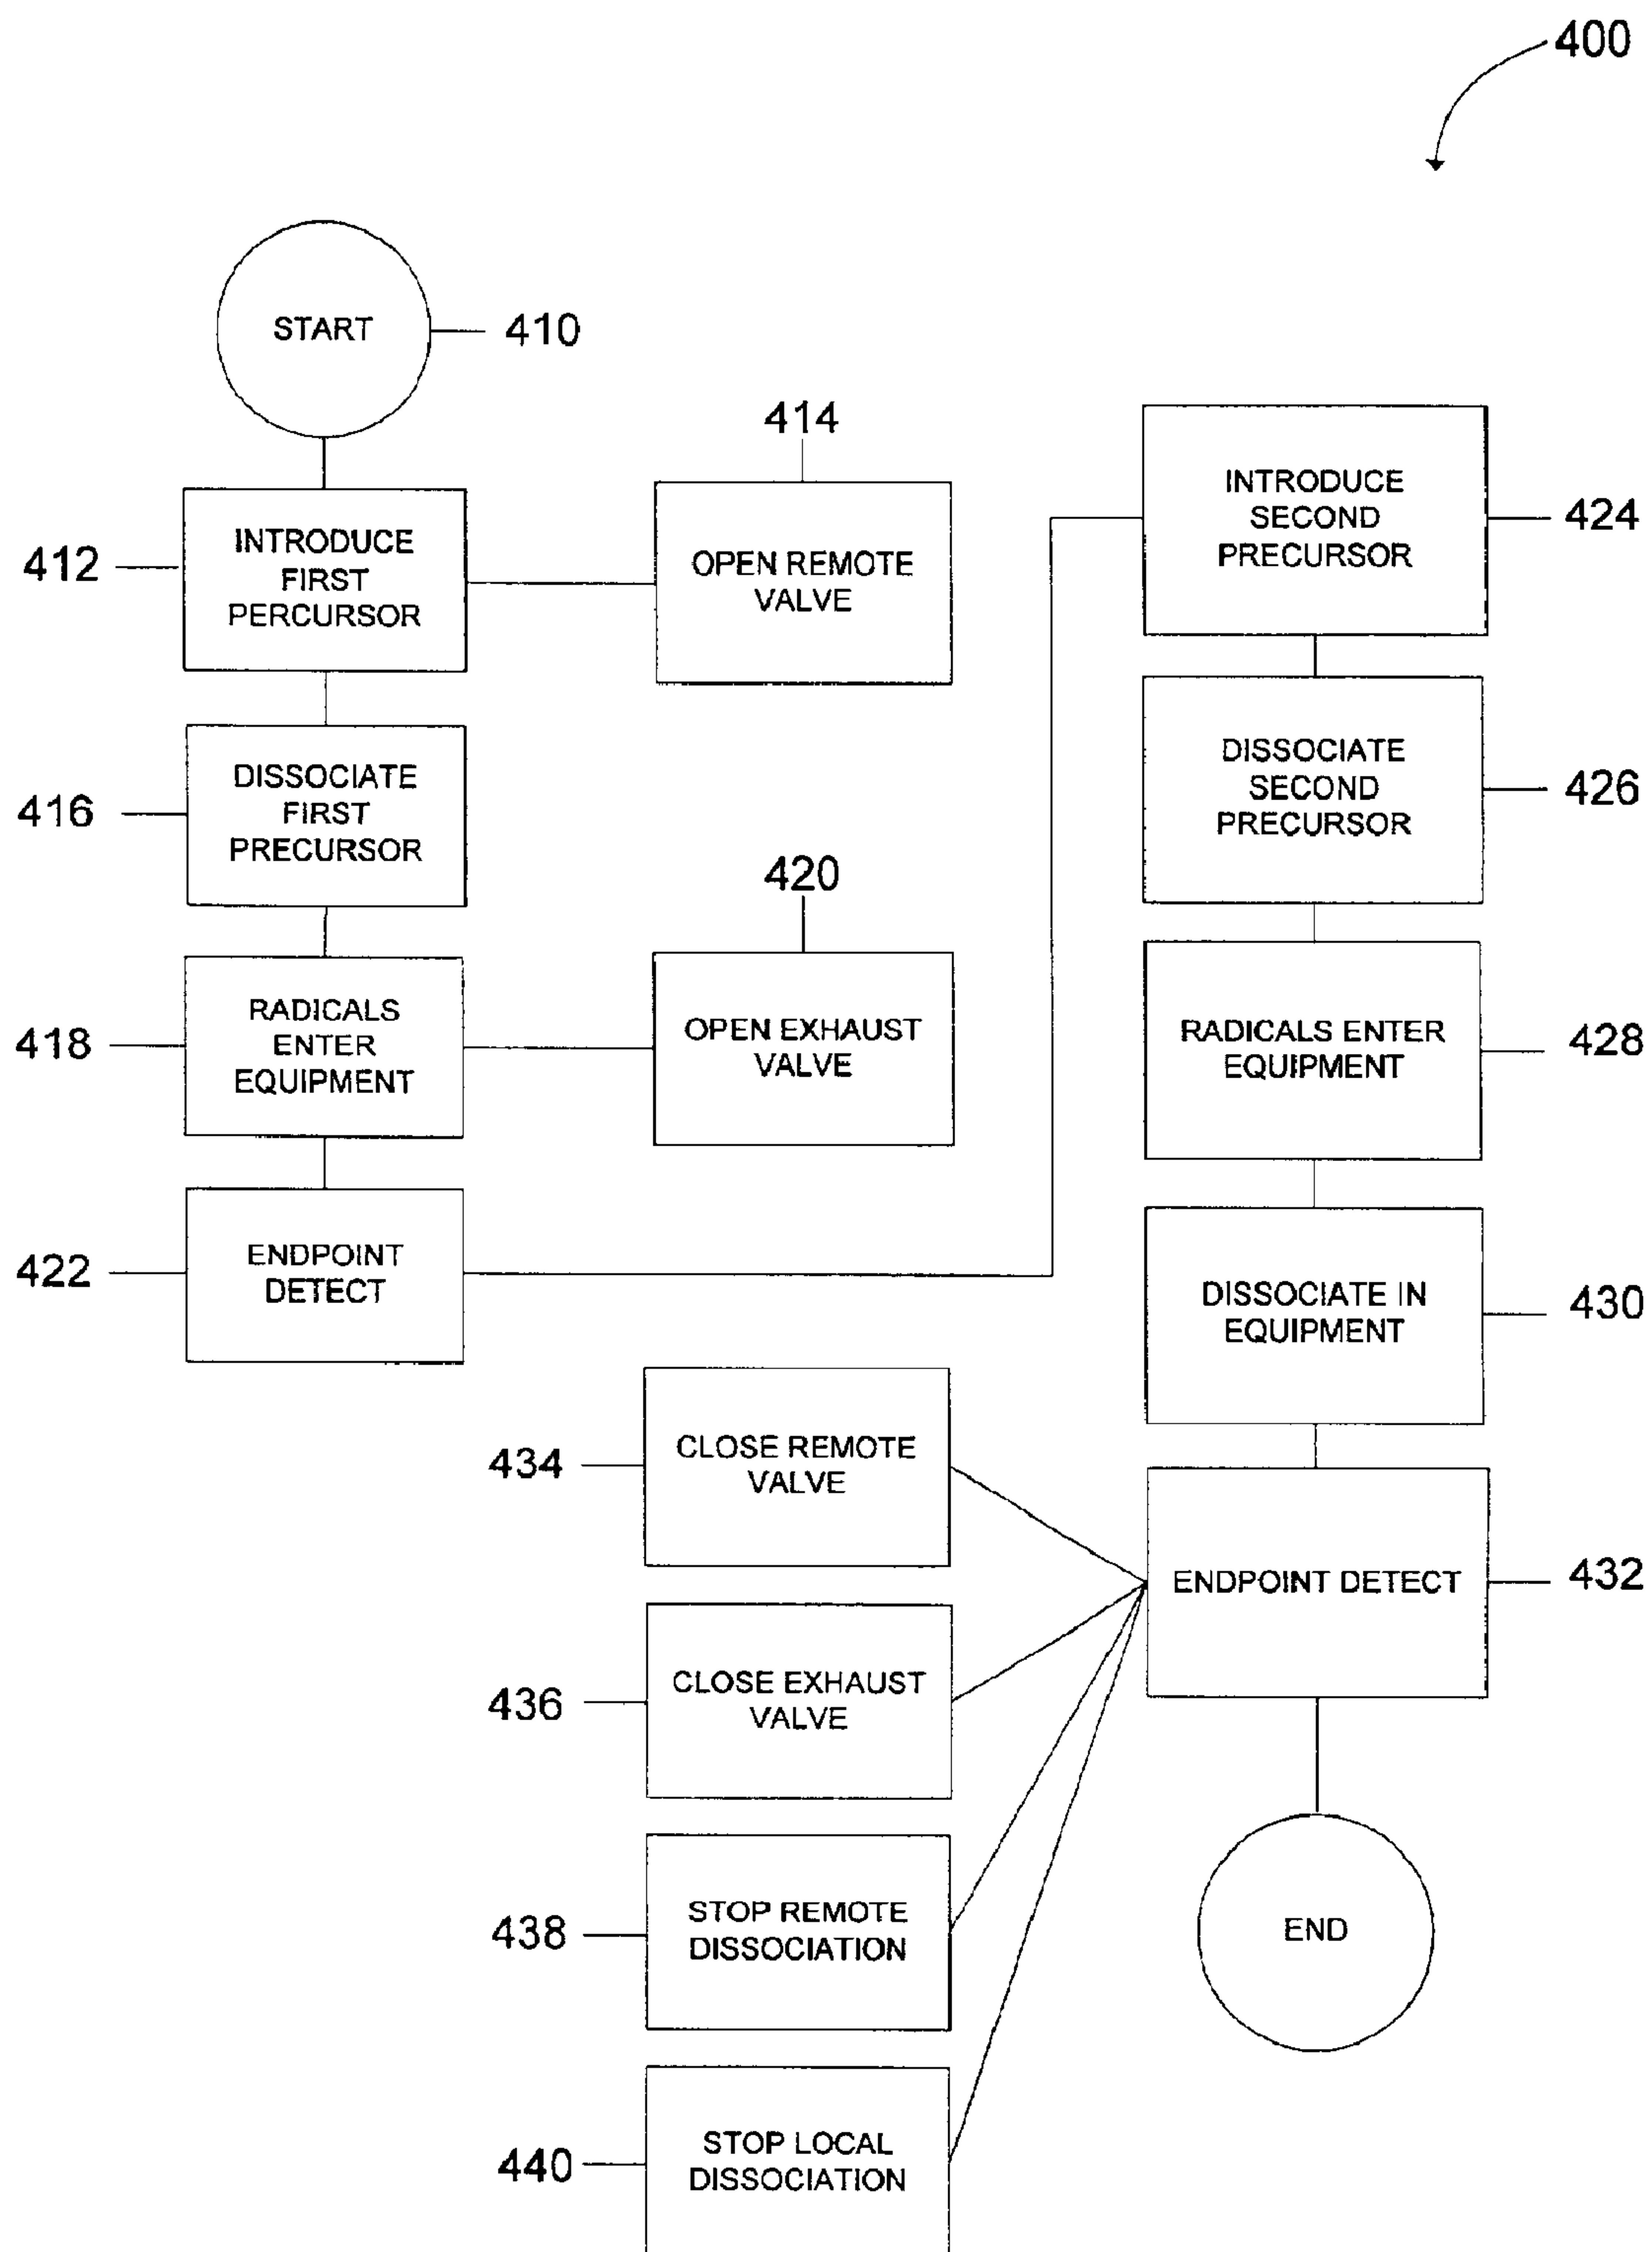 400
START
410
412
INTRODUCE
FIRST
PERCURSOR
414
OPEN REMOTE
VALVE
416
DISSOCIATE
FIRST
PRECURSOR
418
RADICALS
ENTER
EQUIPMENT
420
OPEN EXHAUST
VALVE
422
ENDPOINT
DETECT
INTRODUCE
SECOND
PRECURSOR
424
DISSOCIATE
SECOND
PRECURSOR
426
RADICALS ENTER
EQUIPMENT
428
DISSOCIATE IN
EQUIPMENT
430
ENDPOINT DETECT
432
434
CLOSE REMOTE
VALVE
436
CLOSE EXHAUST
VALVE
438
STOP REMOTE
DISSOCIATION
440
STOP LOCAL
DISSOCIATION
END